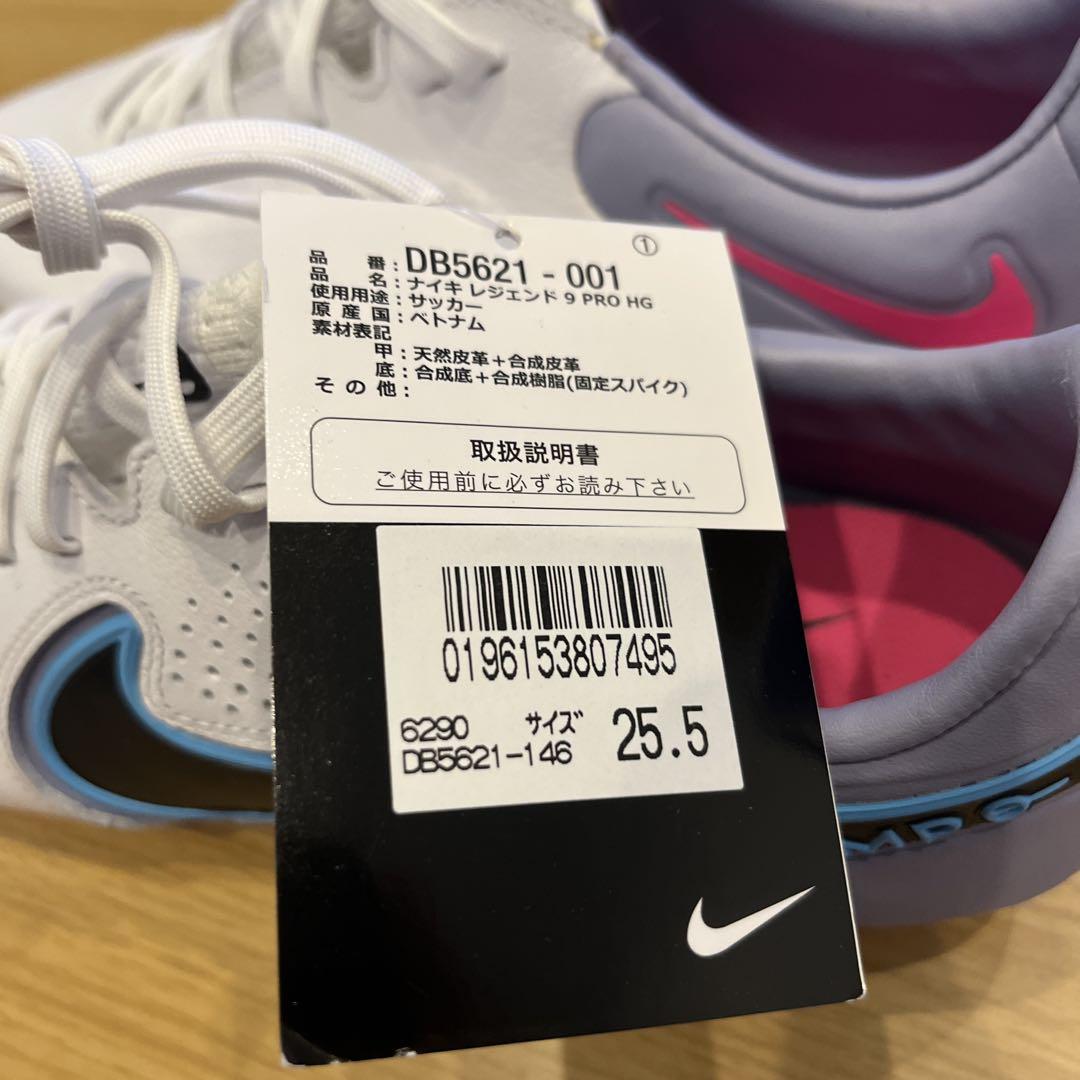 ①
品 番：DB5621 - 001
品 名：ナイキ レジェンド 9 PRO HG
使用用途：サッカー
原 産 国：ベトナム
素材表記
甲：天然皮革＋合成皮革
底：合成底＋合成樹脂(固定スパイク)
そ の 他：
取扱説明書
ご使用前に必ずお読み下さい
0196153807495
6290 サイズ 25.5
DB5621-146